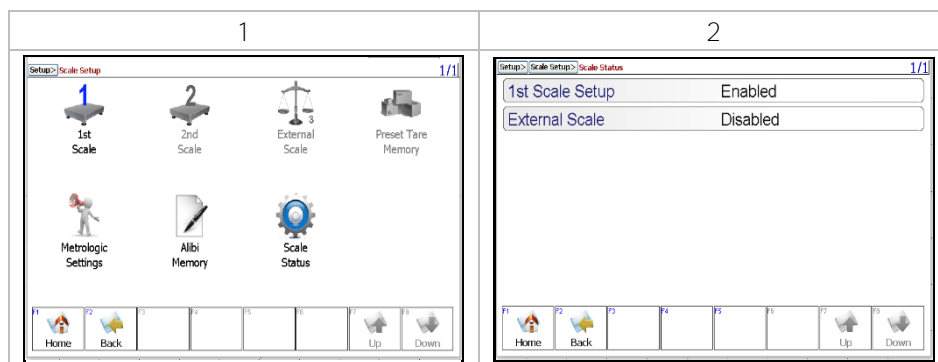 1
2
Setup> Scale Setup 1/1
1 2 3
1st 2nd External Preset Tare
Scale Scale Scale Memory
Metrologic Alibi Scale
Settings Memory Status
F1 F2 F3 F4 F5 F6 F7 F8
Home Back Up Down
Setup> Scale Setup> Scale Status 1/1
1st Scale Setup Enabled
External Scale Disabled
F1 F2 F3 F4 F5 F6 F7 F8
Home Back Up Down